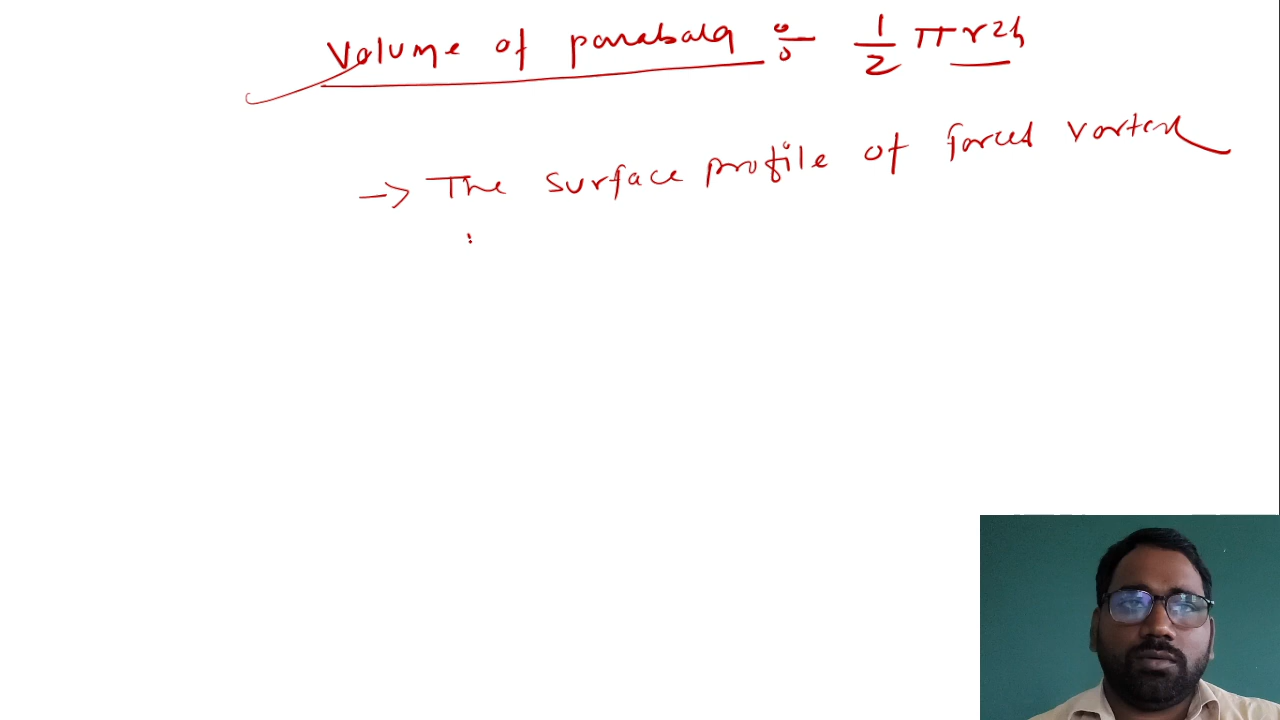 Volume of parabola :- 1/2 πr2h
→ The surface profile of forced vortex